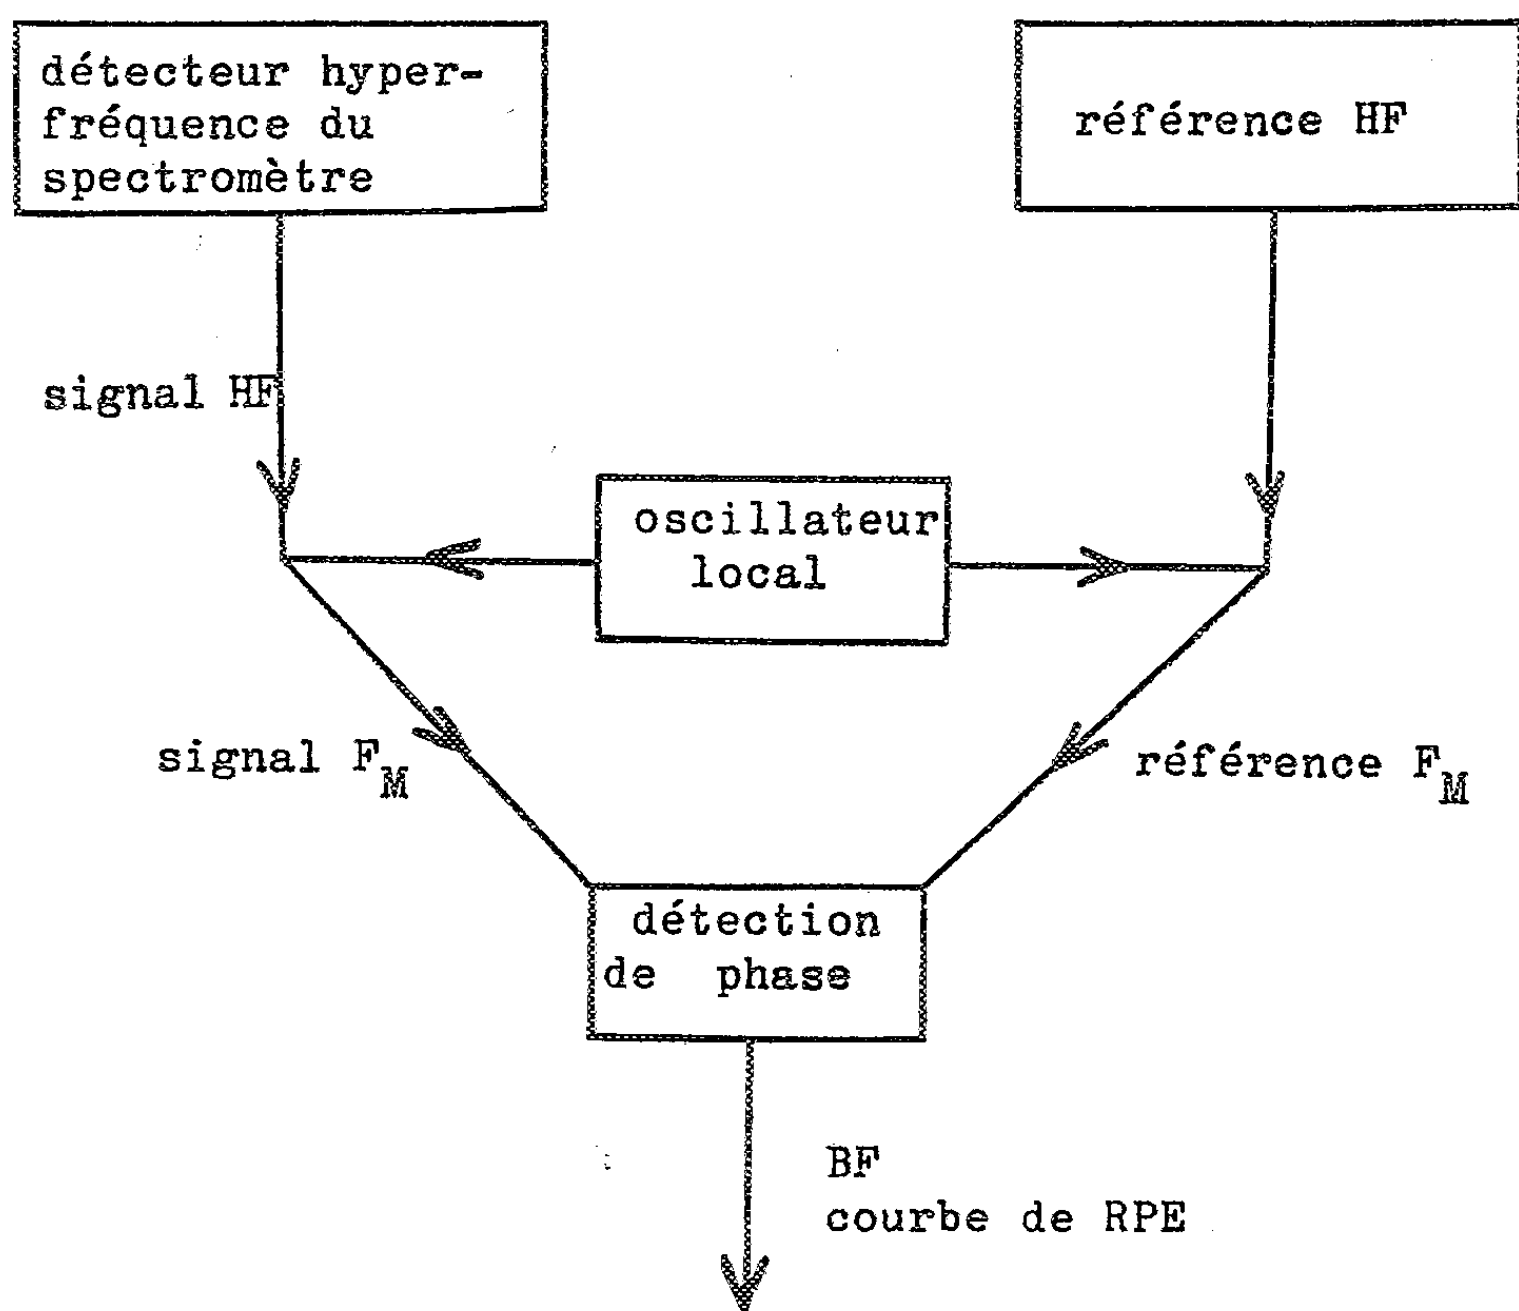 détecteur hyper-
fréquence du
spectromètre
référence HF
signal HF
oscillateur
local
signal F_M
référence F_M
détection
de phase
BF
courbe de RPE